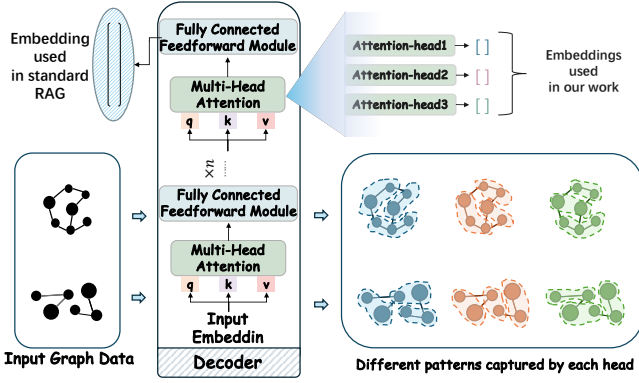 Embedding
used
in standard
RAG
Fully Connected
Feedforward Module
Multi-Head
Attention
q k v
×n
......
Fully Connected
Feedforward Module
Multi-Head
Attention
q k v
Input
Embeddin
Decoder
Attention-head1 [ ]
Attention-head2 [ ]
Attention-head3 [ ]
Embeddings
used
in our work
Input Graph Data
Different patterns captured by each head